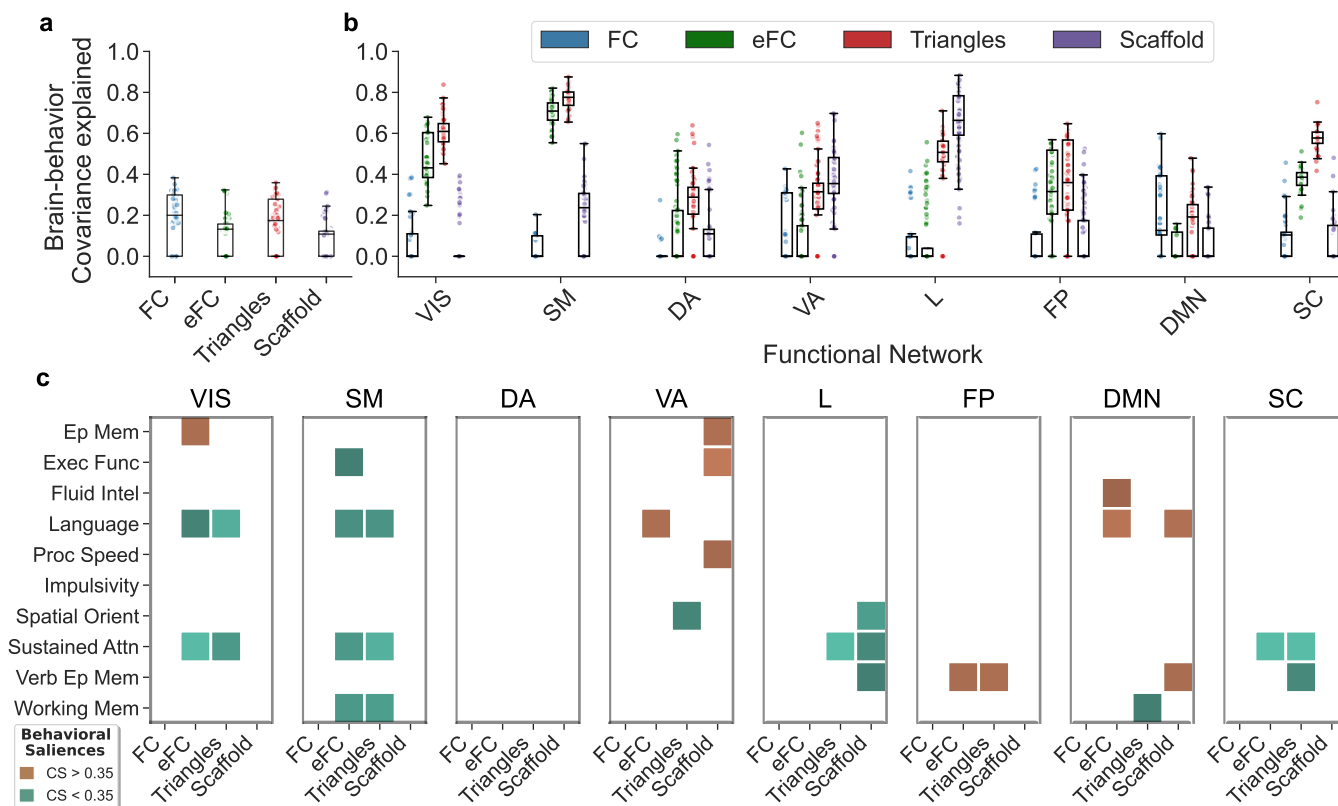 a
b
FC eFC Triangles Scaffold
Brain-behavior
Covariance explained
1.0
0.8
0.6
0.4
0.2
0.0
FC eFC Triangles Scaffold
1.0
0.8
0.6
0.4
0.2
0.0
VIS SM DA VA L FP DMN SC
Functional Network
c
VIS SM DA VA L FP DMN SC
Ep Mem
Exec Func
Fluid Intel
Language
Proc Speed
Impulsivity
Spatial Orient
Sustained Attn
Verb Ep Mem
Working Mem
FC eFC Triangles Scaffold
FC eFC Triangles Scaffold
FC eFC Triangles Scaffold
FC eFC Triangles Scaffold
FC eFC Triangles Scaffold
FC eFC Triangles Scaffold
FC eFC Triangles Scaffold
FC eFC Triangles Scaffold
Behavioral
Saliences
CS > 0.35
CS < 0.35